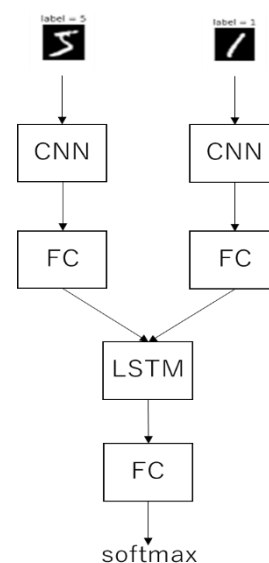 label = 5
label = 1
CNN
CNN
FC
FC
LSTM
FC
softmax